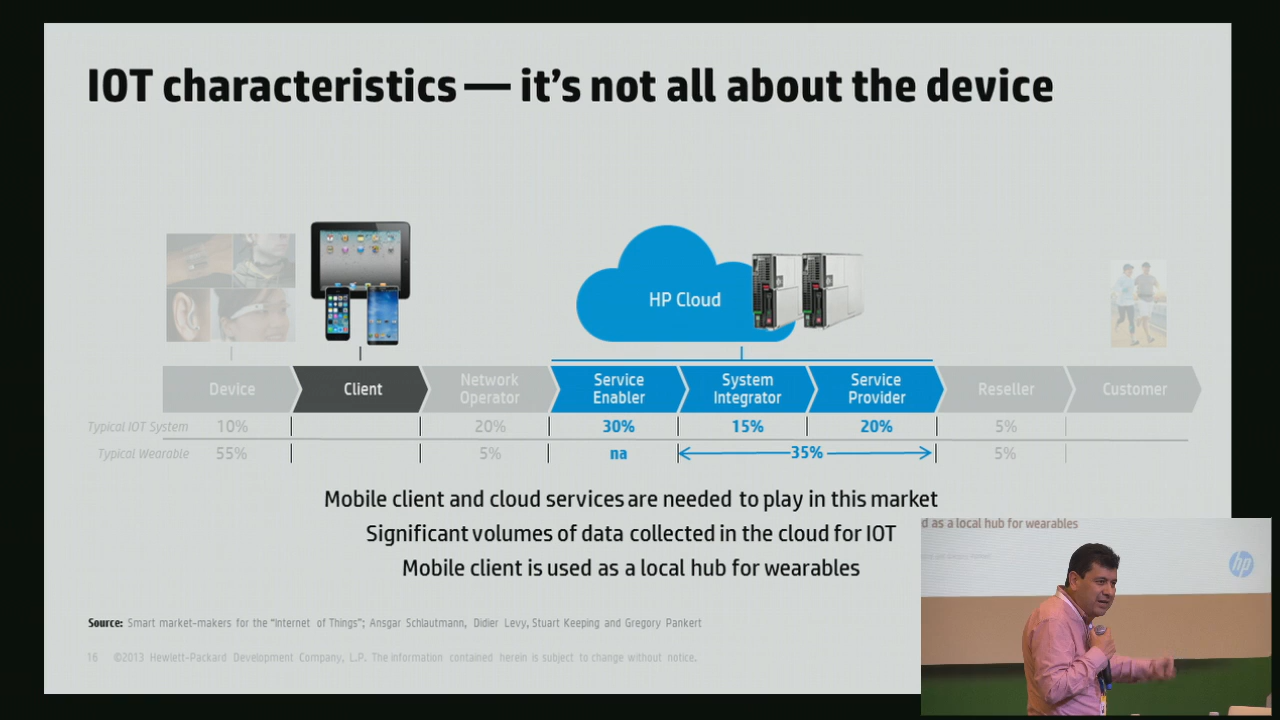 IOT characteristics — it's not all about the device
HP Cloud
Device
Client
Network
Operator
Service
Enabler
System
Integrator
Service
Provider
Reseller
Customer
Typical IOT System 10% 20% 30% 15% 20% 5%
Typical Wearable 55% 5% na 35% 5%
Mobile client and cloud services are needed to play in this market
Significant volumes of data collected in the cloud for IOT
Mobile client is used as a local hub for wearables
Source: Smart market-makers for the "Internet of Things"; Ansgar Schlautmann, Didier Levy, Stuart Keeping and Gregory Pankert
16 ©2013 Hewlett-Packard Development Company, L.P. The information contained herein is subject to change without notice.
d as a local hub for wearables
hp